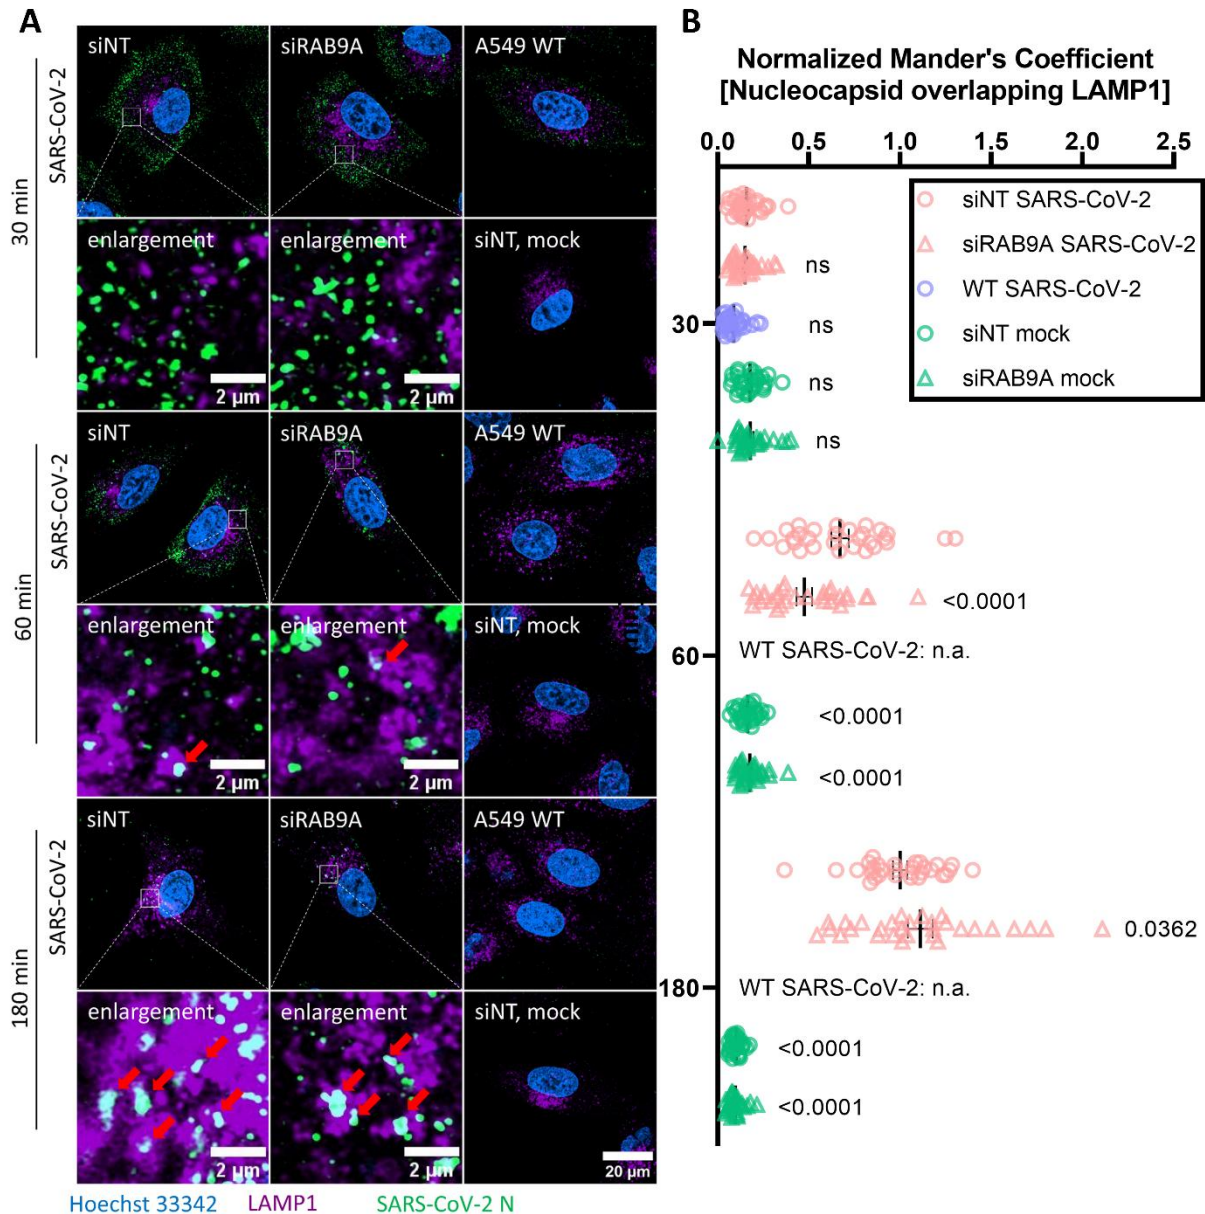 A
siNT
siRAB9A
A549 WT
SARS-CoV-2
30 min
enlargement
enlargement
siNT, mock
2 µm
2 µm
siNT
siRAB9A
A549 WT
SARS-CoV-2
60 min
enlargement
enlargement
siNT, mock
2 µm
2 µm
siNT
siRAB9A
A549 WT
SARS-CoV-2
180 min
enlargement
enlargement
siNT, mock
2 µm
2 µm
20 µm
Hoechst 33342 LAMP1 SARS-CoV-2 N
B
Normalized Mander's Coefficient
[Nucleocapsid overlapping LAMP1]
0.0 0.5 1.0 1.5 2.0 2.5
siNT SARS-CoV-2
siRAB9A SARS-CoV-2
WT SARS-CoV-2
siNT mock
siRAB9A mock
ns
30
ns
ns
ns
<0.0001
60
WT SARS-CoV-2: n.a.
<0.0001
<0.0001
0.0362
180
WT SARS-CoV-2: n.a.
<0.0001
<0.0001